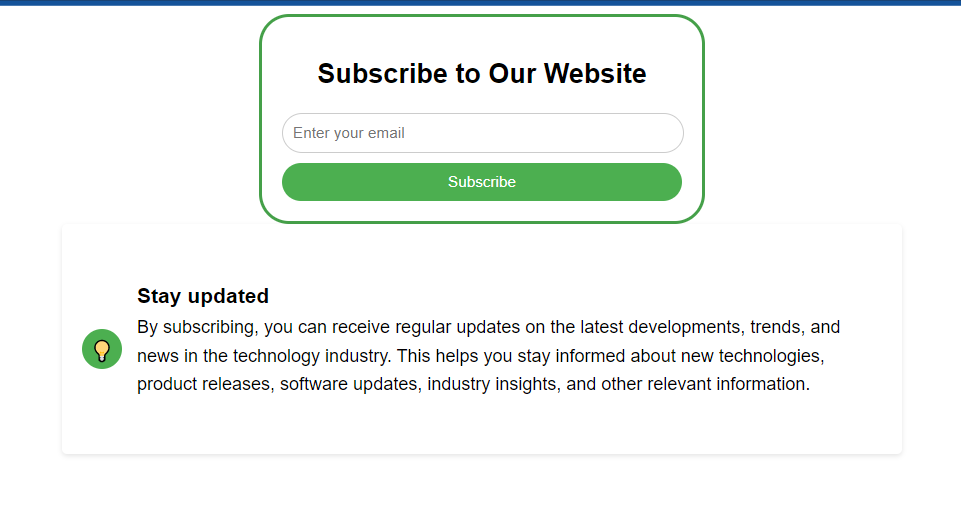 Subscribe to Our Website
Enter your email
Subscribe
Stay updated
By subscribing, you can receive regular updates on the latest developments, trends, and
news in the technology industry. This helps you stay informed about new technologies,
product releases, software updates, industry insights, and other relevant information.